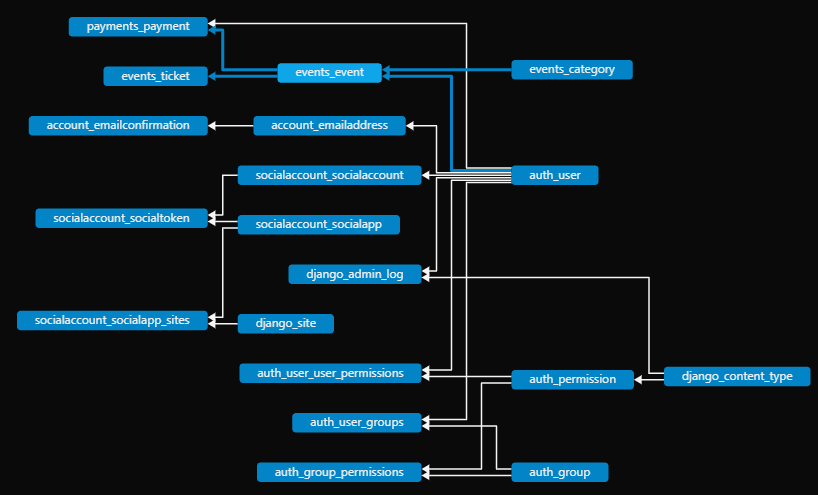 payments_payment
events_ticket
events_event
events_category
account_emailconfirmation
account_emailaddress
socialaccount_socialaccount
auth_user
socialaccount_socialtoken
socialaccount_socialapp
django_admin_log
socialaccount_socialapp_sites
django_site
auth_user_user_permissions
auth_permission
django_content_type
auth_user_groups
auth_group_permissions
auth_group